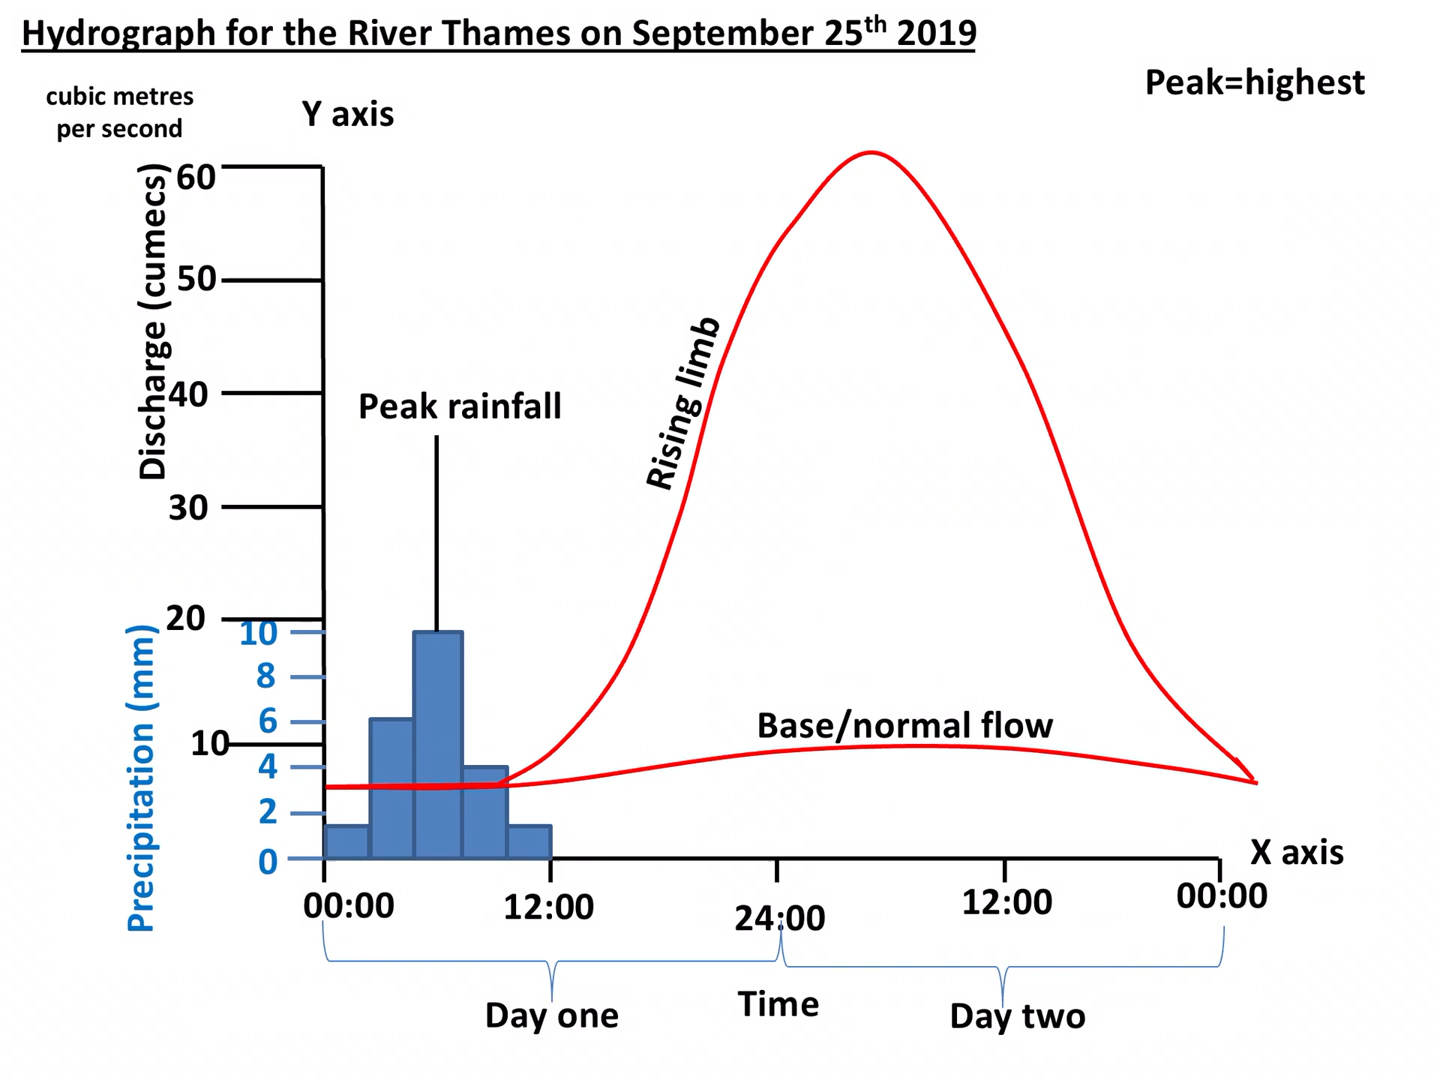 Hydrograph for the River Thames on September 25th 2019
Peak=highest
cubic metres
per second
Y axis
Discharge (cumecs)
60
50
40
30
20
10
Peak rainfall
Rising limb
Base/normal flow
Precipitation (mm)
10
8
6
4
2
0
X axis
00:00
12:00
24:00
12:00
00:00
Day one
Time
Day two